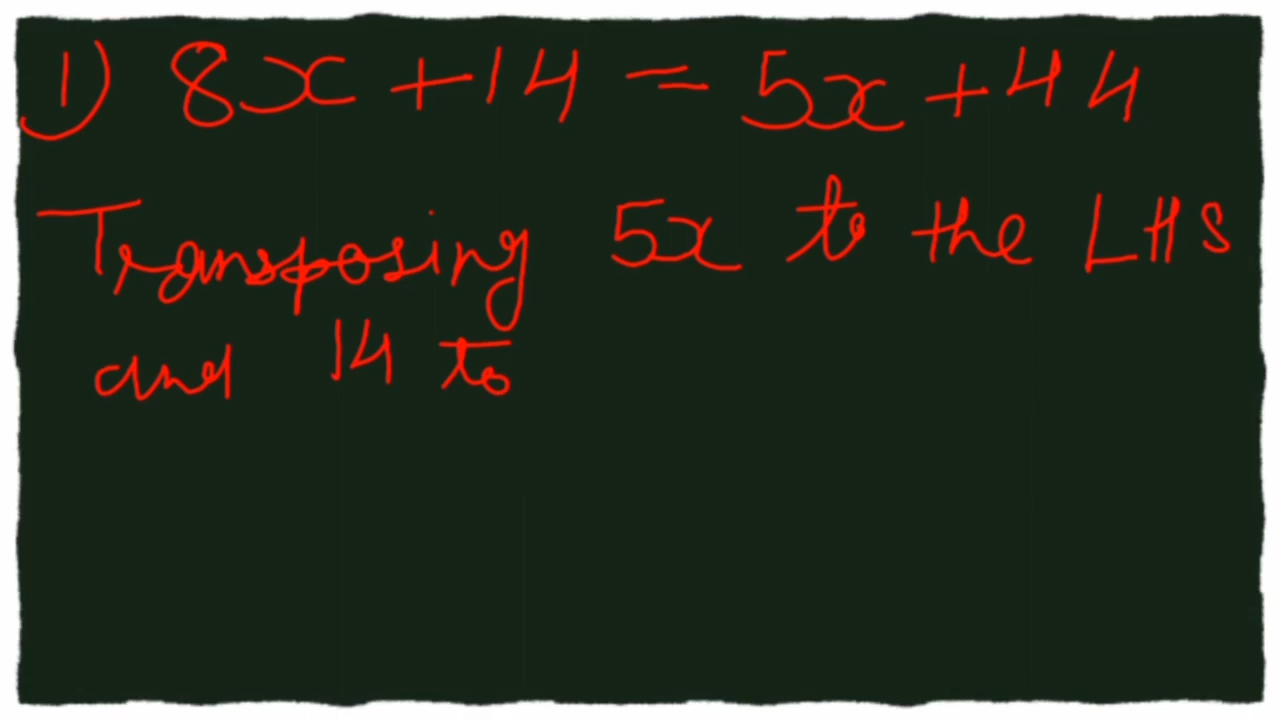 1) 8x + 14 = 5x + 44
Transposing 5x to the LHS
and 14 to